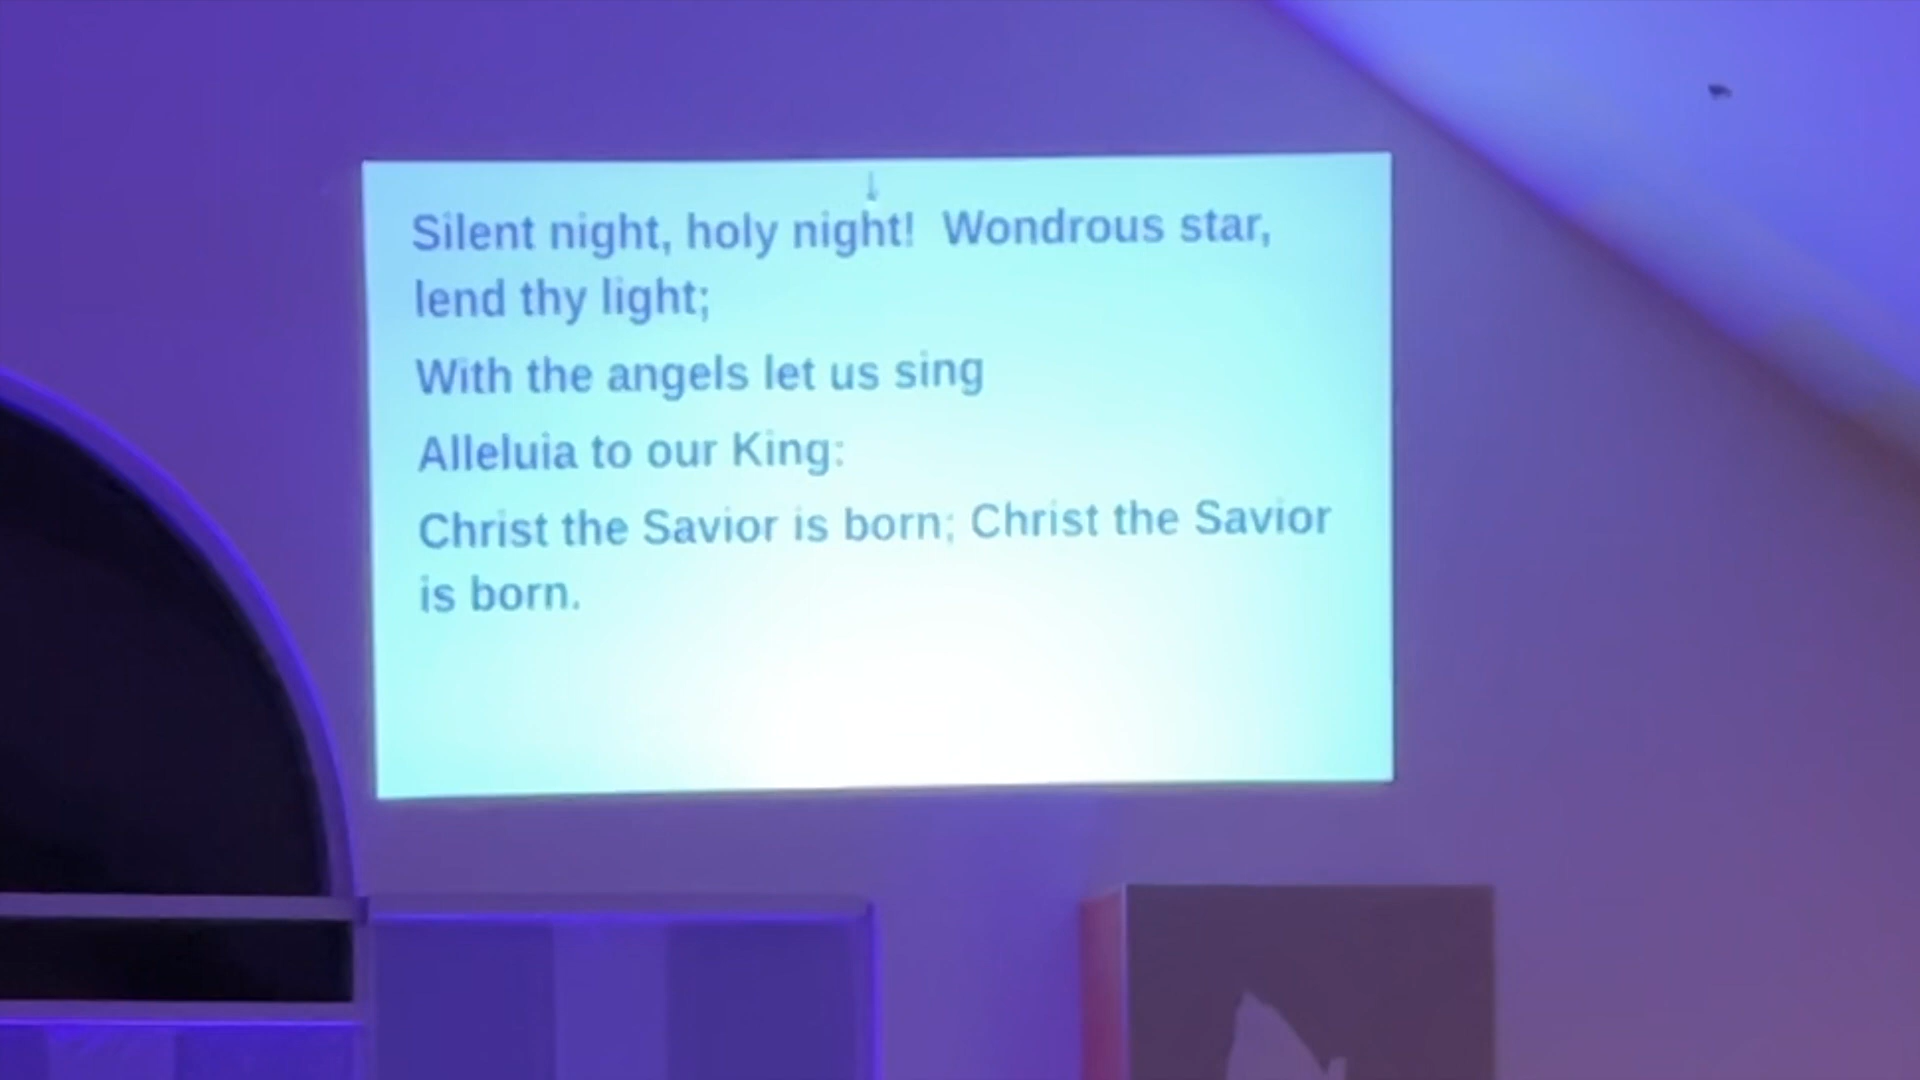 Silent night, holy night!  Wondrous star,
lend thy light;
With the angels let us sing
Alleluia to our King:
Christ the Savior is born; Christ the Savior
is born.